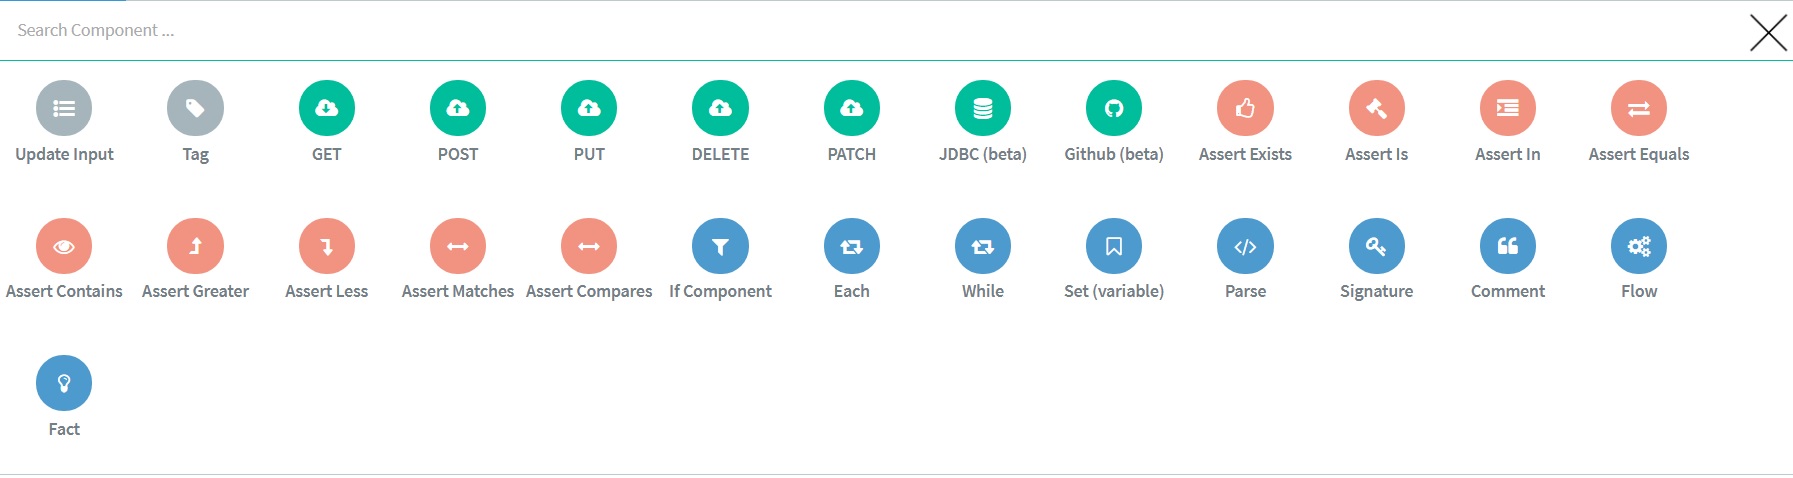 Search Component ...
Update Input Tag GET POST PUT DELETE PATCH JDBC (beta) Github (beta) Assert Exists Assert Is Assert In Assert Equals
Assert Contains Assert Greater Assert Less Assert Matches Assert Compares If Component Each While Set (variable) Parse Signature Comment Flow
Fact